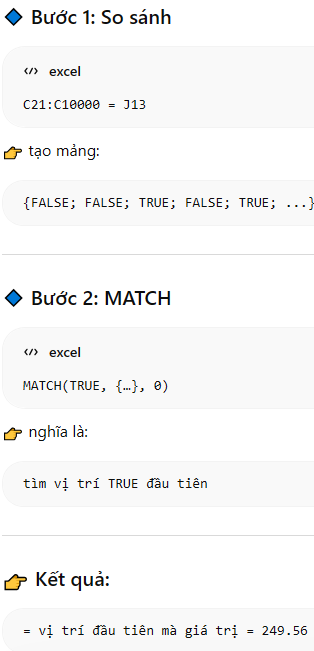 Bước 1: So sánh
excel
C21:C10000 = J13
tạo mảng:
{FALSE; FALSE; TRUE; FALSE; TRUE; ...}
Bước 2: MATCH
excel
MATCH(TRUE, {…}, 0)
nghĩa là:
tìm vị trí TRUE đầu tiên
Kết quả:
= vị trí đầu tiên mà giá trị = 249.56